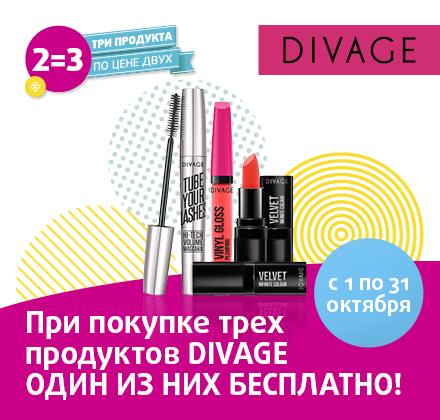 2=3
ТРИ ПРОДУКТА
ПО ЦЕНЕ ДВУХ
DIVAGE
DIVAGE
TUBE
YOUR
LASHES
HI-TECH
VOLUME
MASCARA
DIVAGE
VINYL GLOSS
PLUMPING
DIVAGE
VELVET
INFINITE COLOUR
VELVET
INFINITE COLOUR
DIVAGE
с 1 по 31
октября
При покупке трех
продуктов DIVAGE
ОДИН ИЗ НИХ БЕСПЛАТНО!